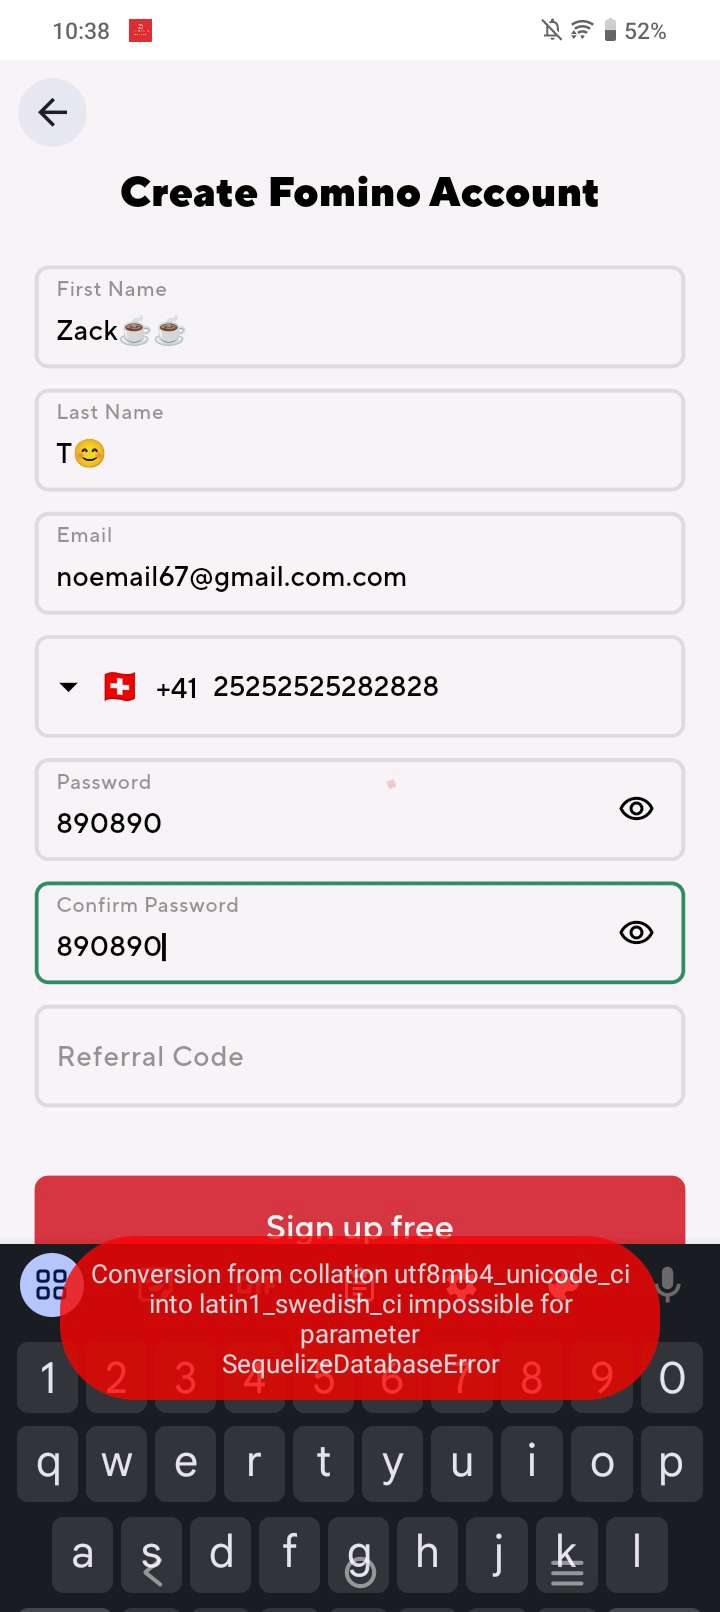 10:38
52%
Create Fomino Account
First Name
Zack☕☕
Last Name
T😊
Email
noemail67@gmail.com.com
+41 25252525282828
Password
890890
Confirm Password
890890
Referral Code
Sign up free
Conversion from collation utf8mb4_unicode_ci
into latin1_swedish_ci impossible for
parameter
SequelizeDatabaseError
1 2 3 4 5 6 7 8 9 0
q w e r t y u i o p
a s d f g h j k l